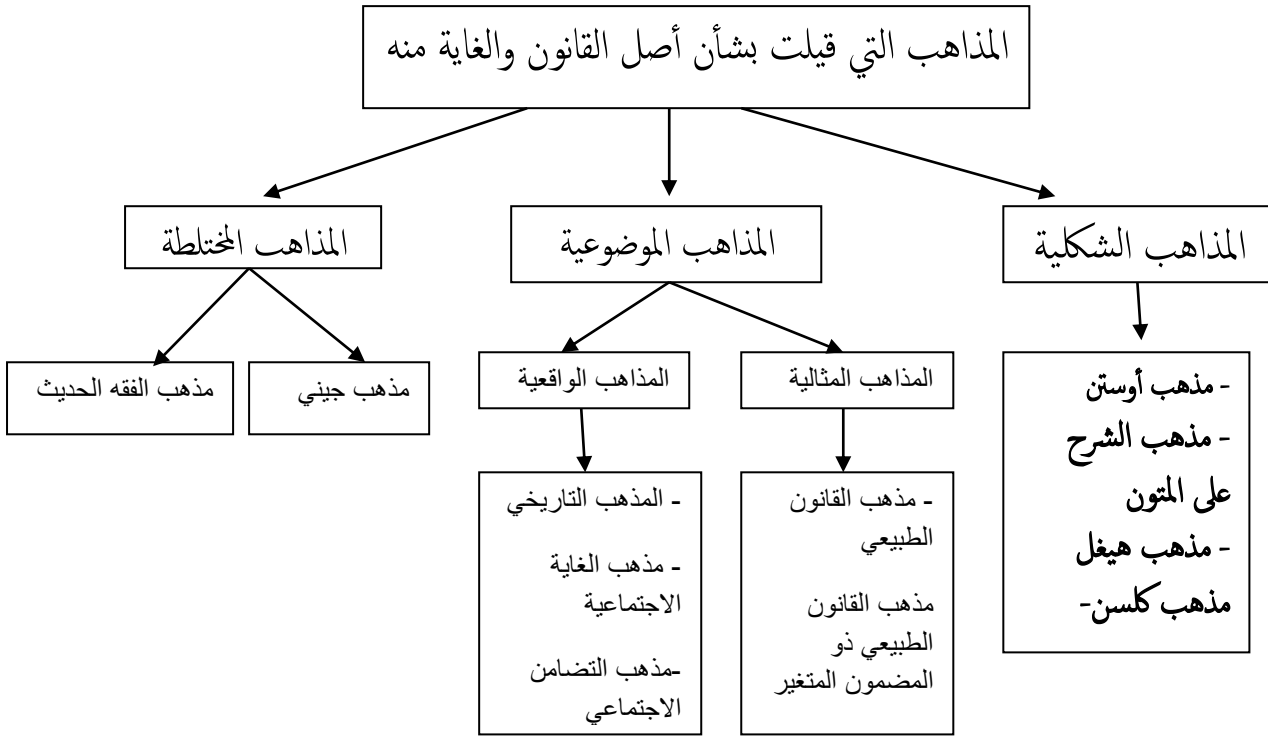 المذاهب التي قيلت بشأن أصل القانون والغاية منه
المذاهب الشكلية
المذاهب الموضوعية
المذاهب المختلطة
- مذهب أوستن
- مذهب الشرح
على المتون
- مذهب هيغل
مذهب كلسن-
المذاهب المثالية
المذاهب الواقعية
- مذهب القانون
الطبيعي
مذهب القانون
الطبيعي ذو
المضمون المتغير
- المذهب التاريخي
- مذهب الغاية
الاجتماعية
-مذهب التضامن
الاجتماعي
مذهب جيني
مذهب الفقه الحديث